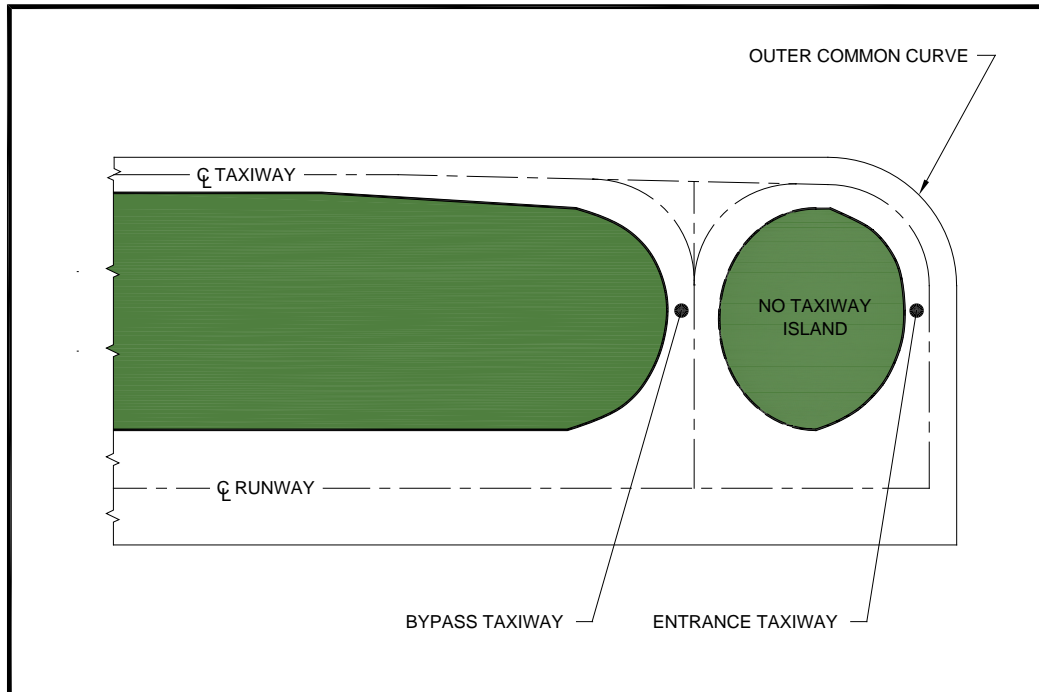 OUTER COMMON CURVE
℄ TAXIWAY
NO TAXIWAY
ISLAND
℄ RUNWAY
BYPASS TAXIWAY
ENTRANCE TAXIWAY